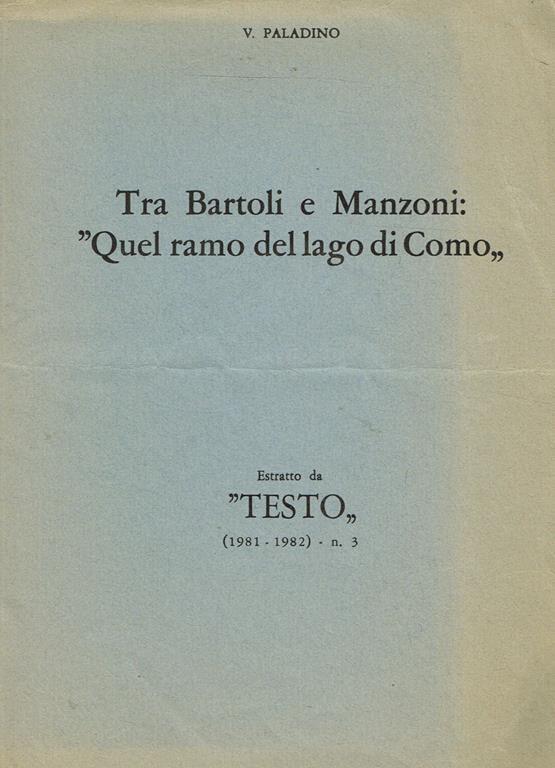 V. PALADINO
Tra Bartoli e Manzoni:
”Quel ramo del lago di Como„
Estratto da
”TESTO„
(1981 - 1982) - n. 3